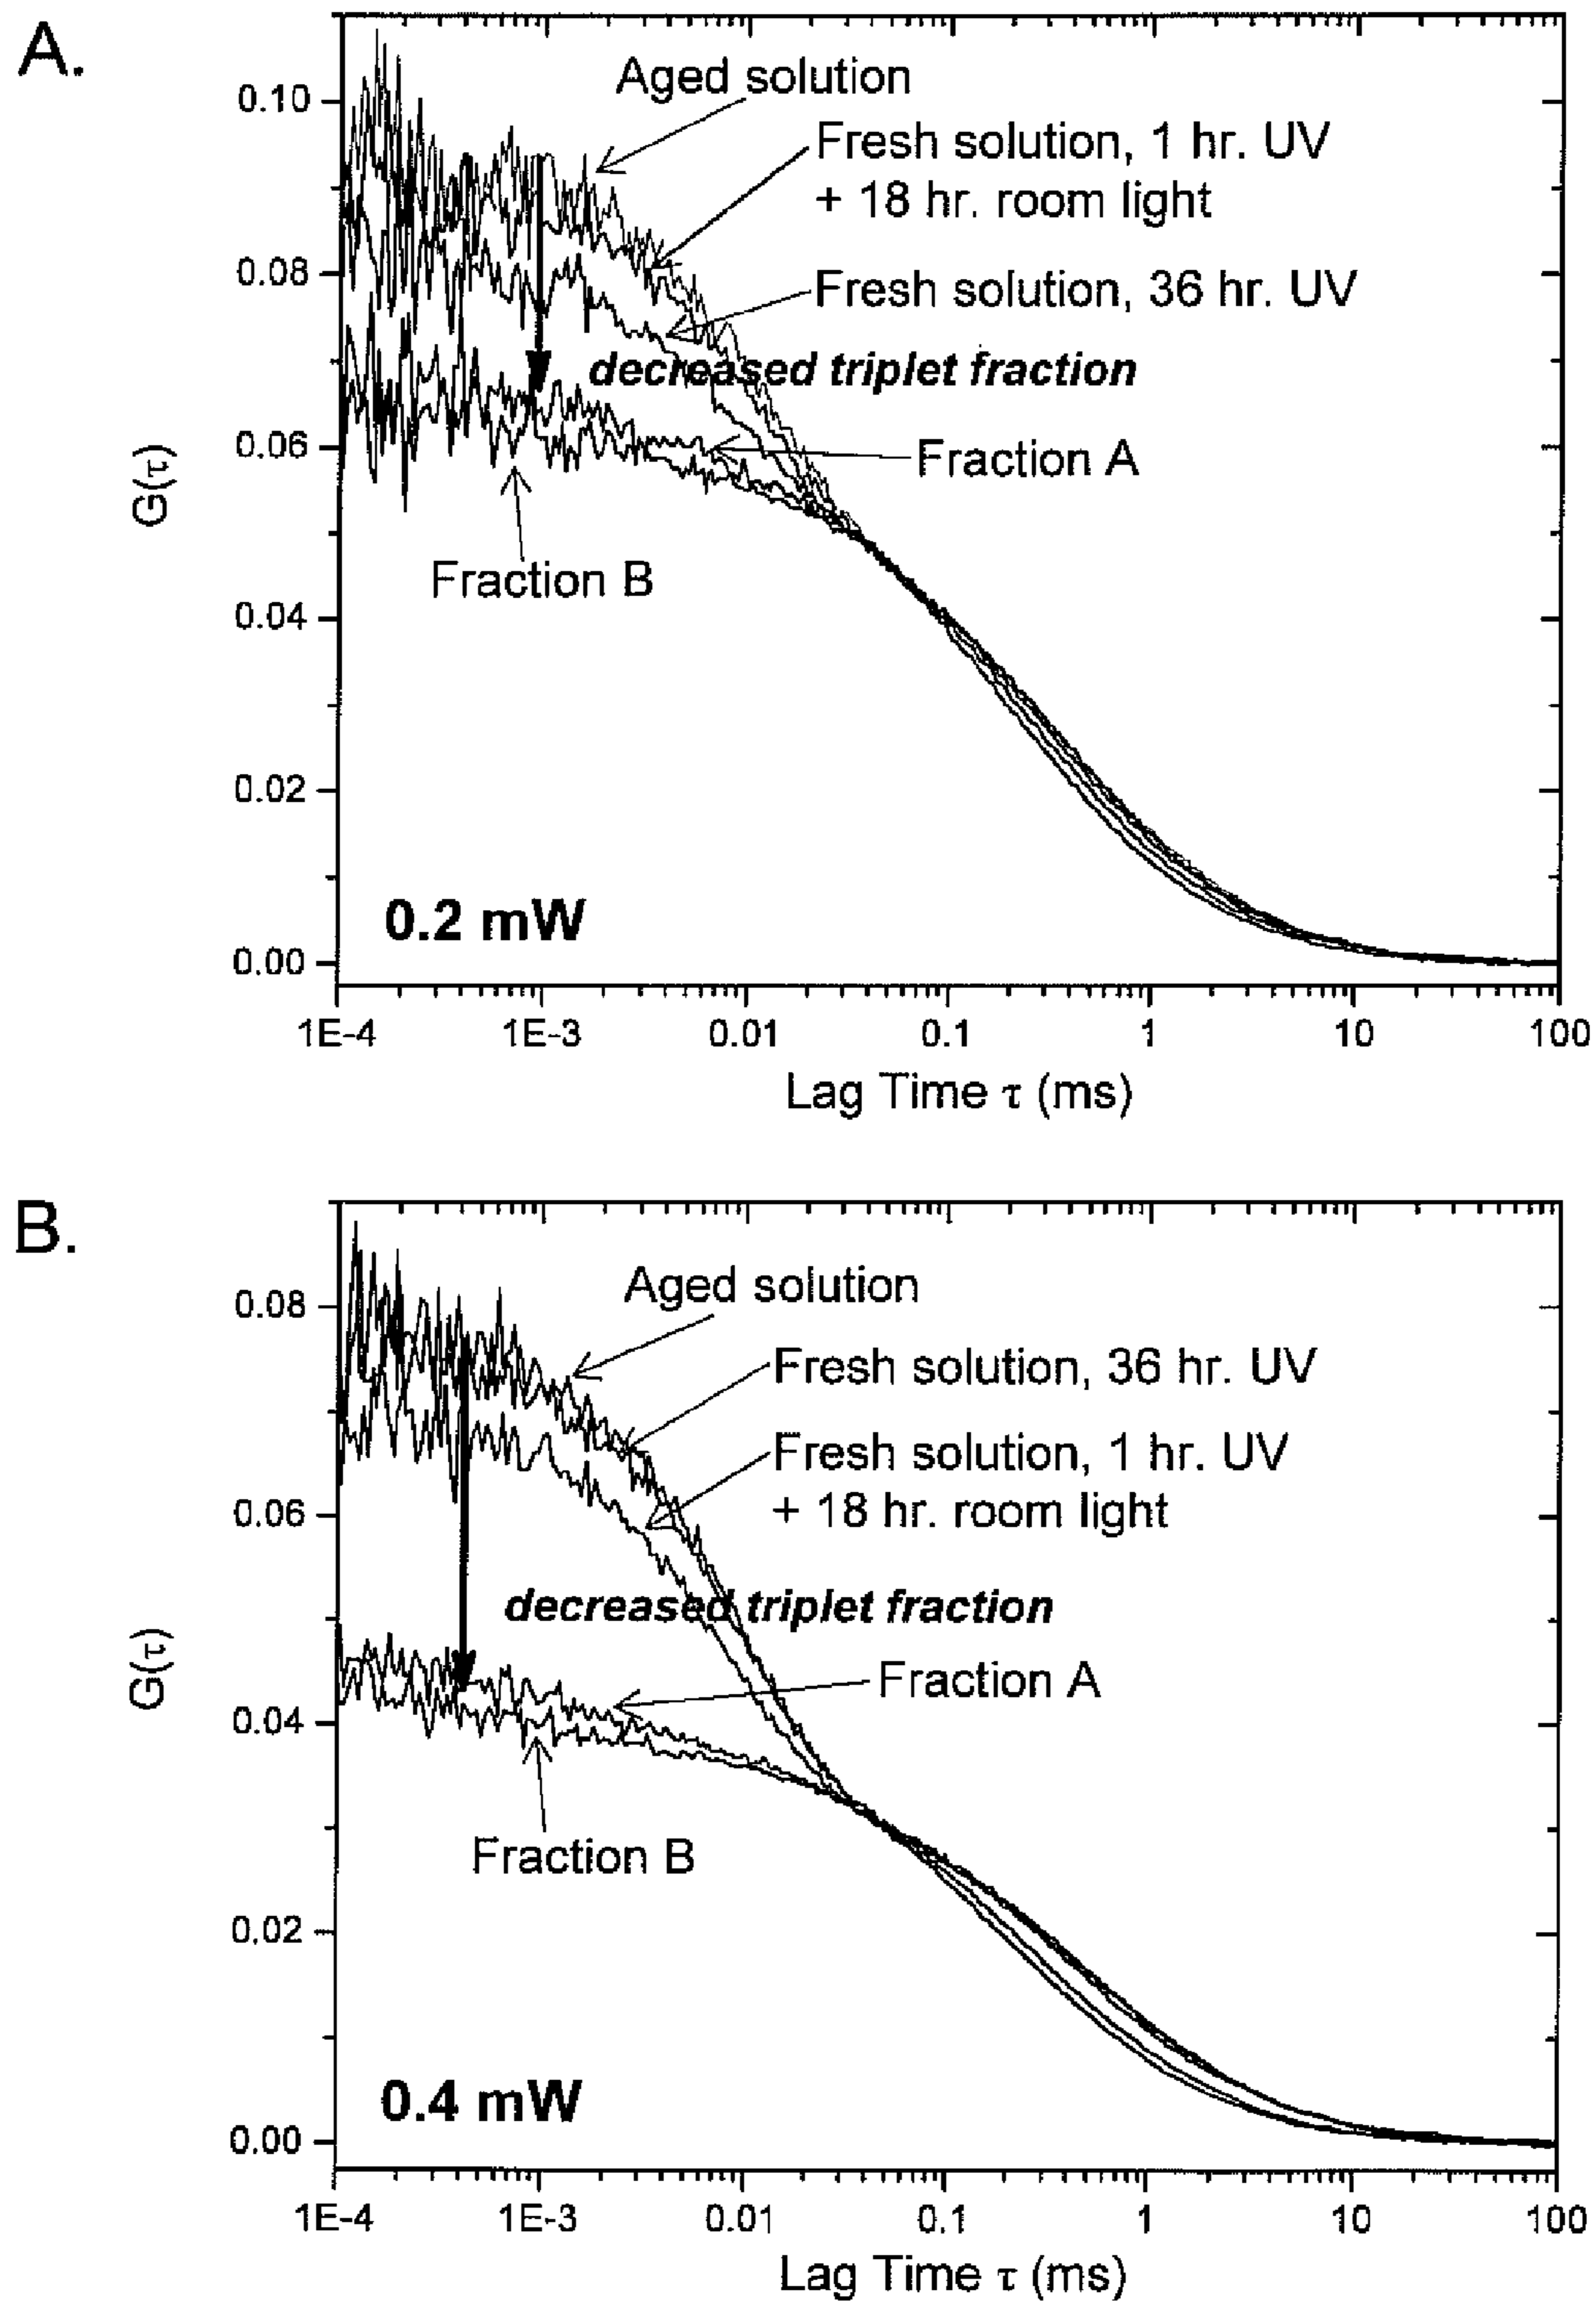 A.
Aged solution
Fresh solution, 1 hr. UV
+ 18 hr. room light
Fresh solution, 36 hr. UV
decreased triplet fraction
Fraction A
Fraction B
0.2 mW
G(τ)
0.10
0.08
0.06
0.04
0.02
0.00
1E-4 1E-3 0.01 0.1 1 10 100
Lag Time τ (ms)
B.
Aged solution
Fresh solution, 36 hr. UV
Fresh solution, 1 hr. UV
+ 18 hr. room light
decreased triplet fraction
Fraction A
Fraction B
0.4 mW
G(τ)
0.08
0.06
0.04
0.02
0.00
1E-4 1E-3 0.01 0.1 1 10 100
Lag Time τ (ms)